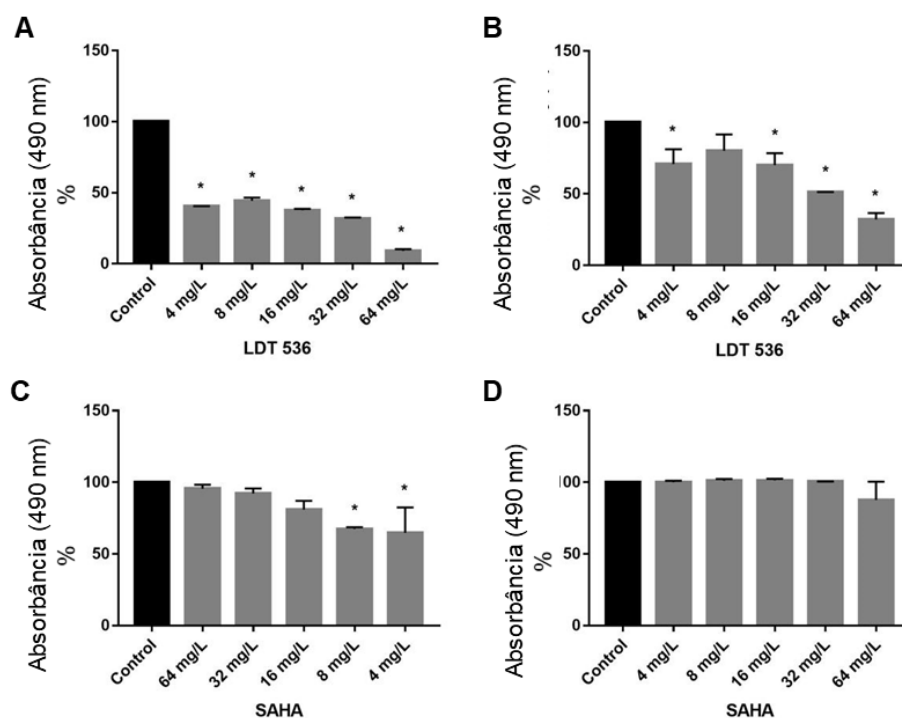 A
150
100
50
0
Absorbância (490 nm)
%
*
*
*
*
*
Control
4 mg/L
8 mg/L
16 mg/L
32 mg/L
64 mg/L
LDT 536
B
150
100
50
0
Absorbância (490 nm)
%
*
*
*
*
Control
4 mg/L
8 mg/L
16 mg/L
32 mg/L
64 mg/L
LDT 536
C
150
100
50
0
Absorbância (490 nm)
%
*
*
Control
64 mg/L
32 mg/L
16 mg/L
8 mg/L
4 mg/L
SAHA
D
150
100
50
0
Absorbância (490 nm)
%
Control
4 mg/L
8 mg/L
16 mg/L
32 mg/L
64 mg/L
SAHA